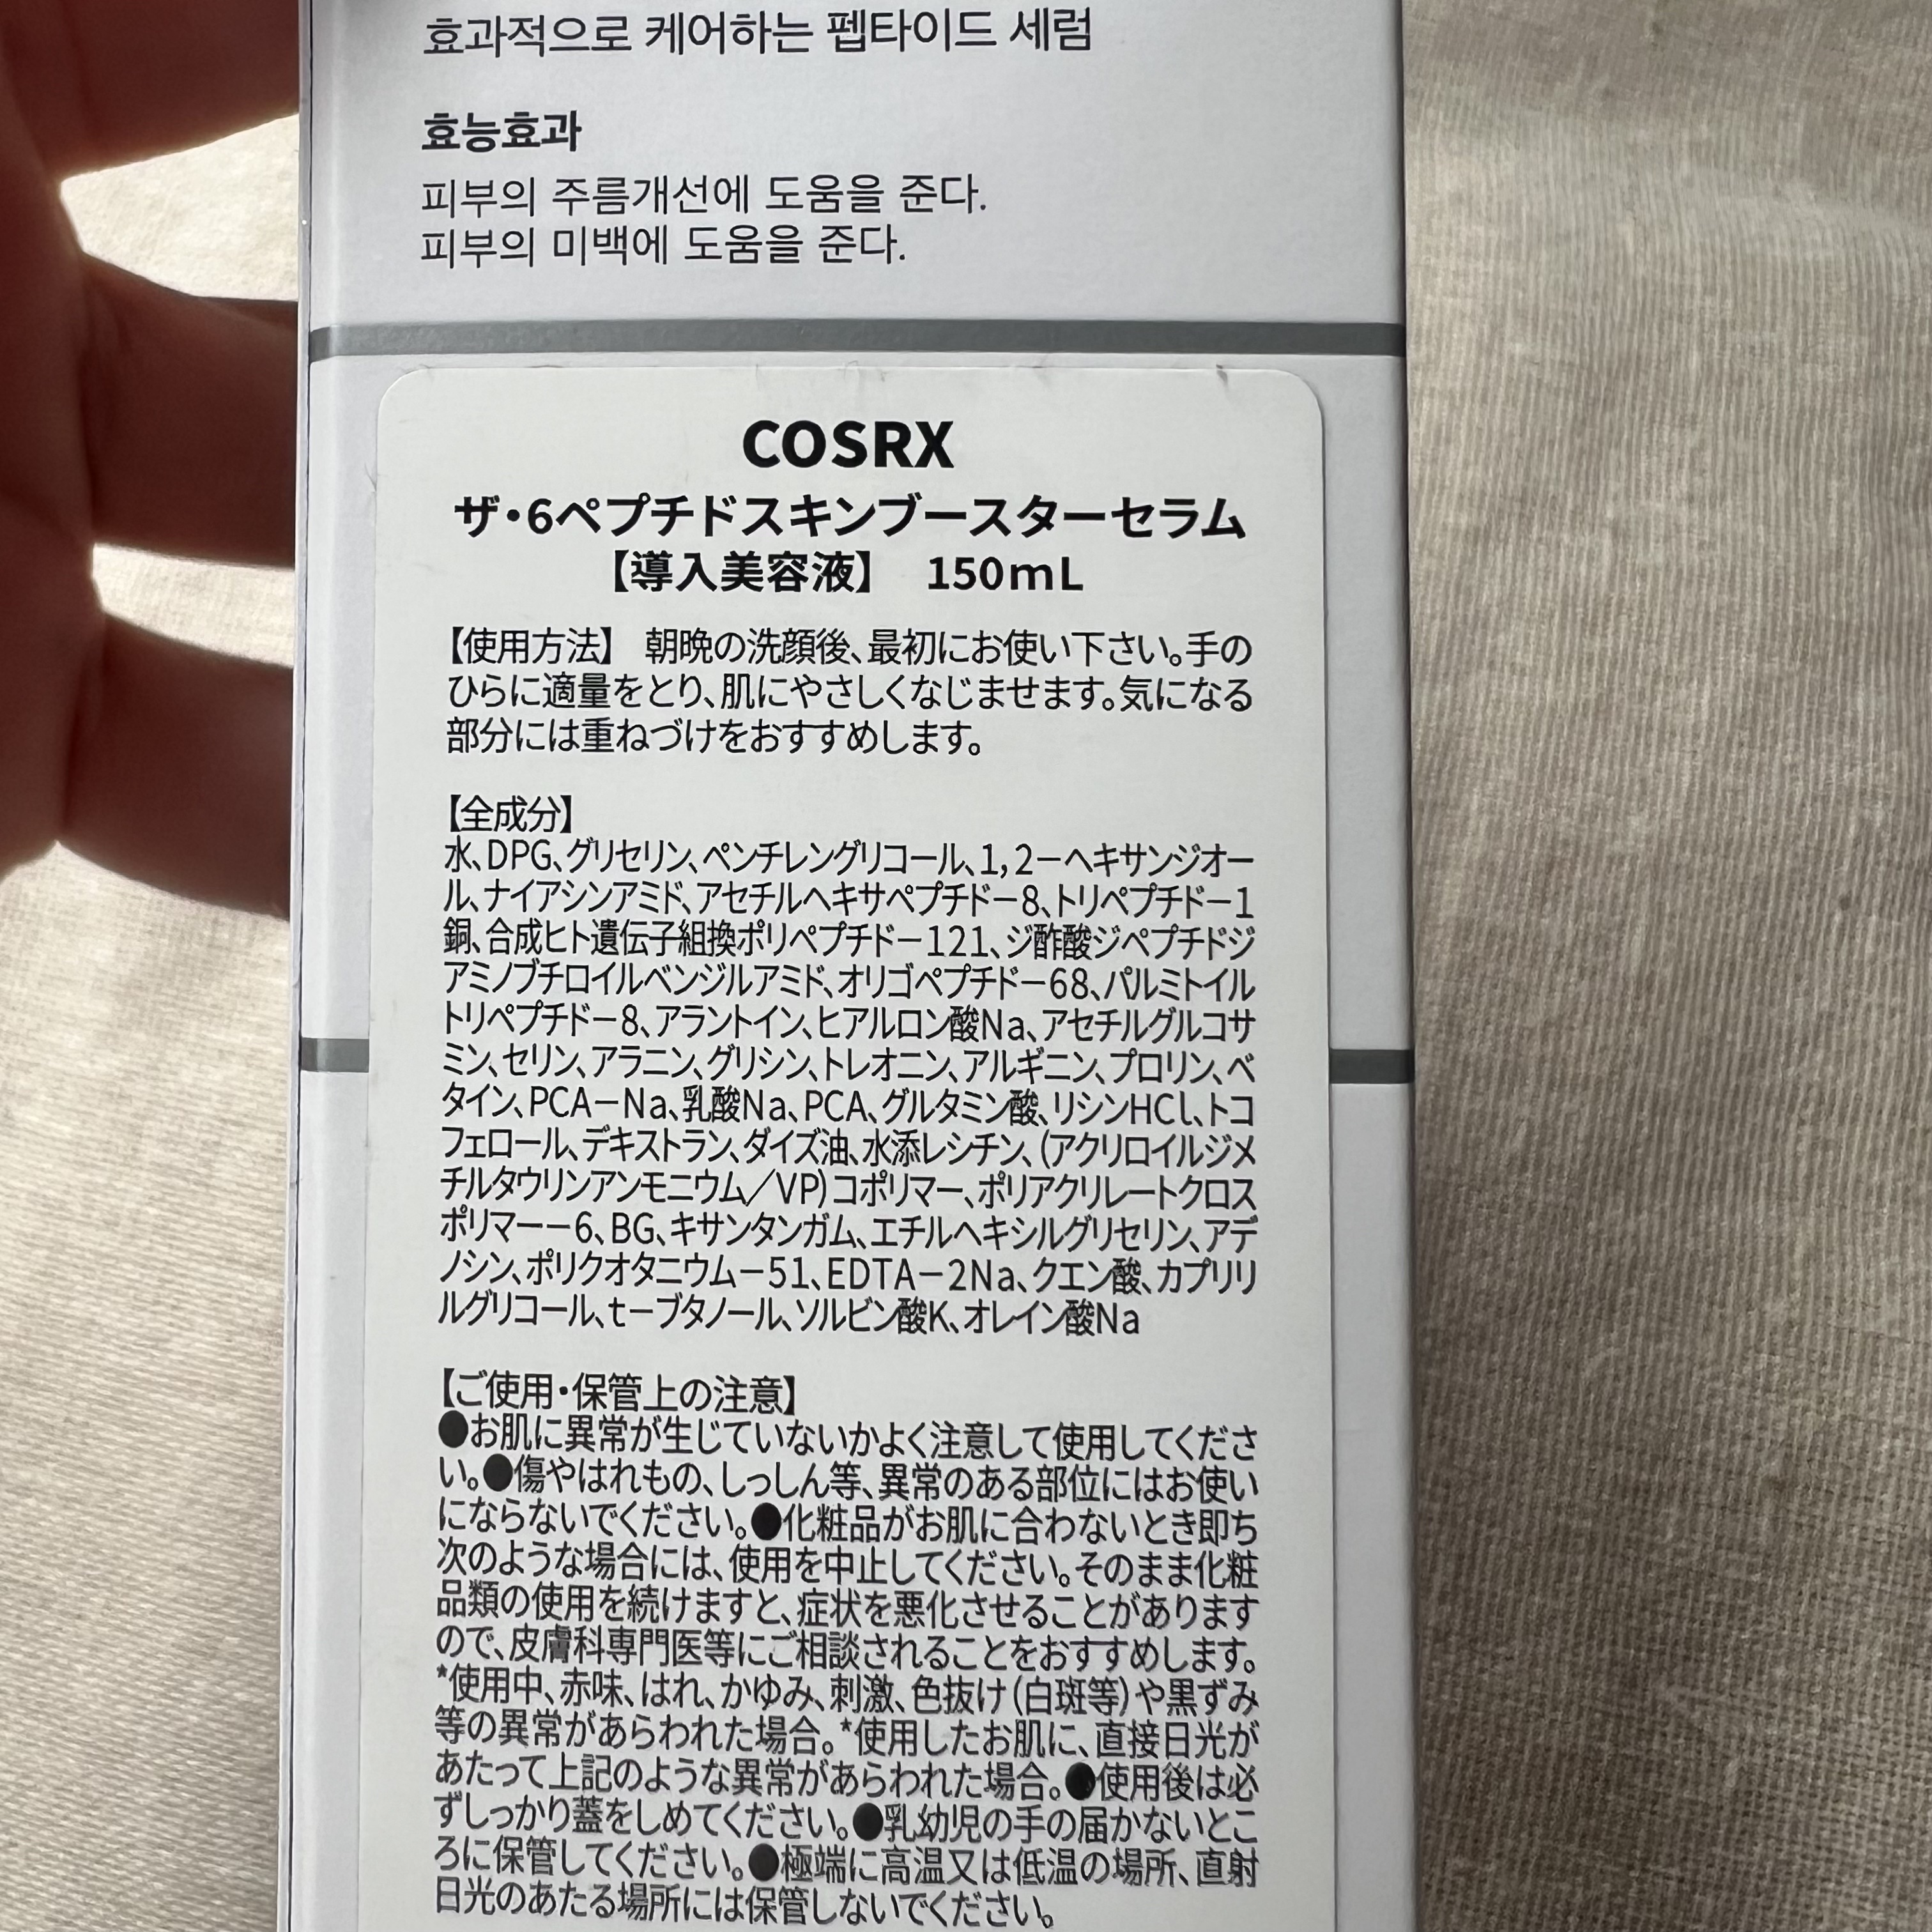 효과적으로 케어하는 펩타이드 세럼
효능효과
피부의 주름개선에 도움을 준다.
피부의 미백에 도움을 준다.
COSRX
ザ・6ペプチドスキンブースターセラム
【導入美容液】 150mL
【使用方法】 朝晩の洗顔後、最初にお使い下さい。手の
ひらに適量をとり、肌にやさしくなじませます。気になる
部分には重ねづけをおすすめします。
【全成分】
水、DPG、グリセリン、ペンチレングリコール、1,2−ヘキサンジオー
ル、ナイアシンアミド、アセチルヘキサペプチド−8、トリペプチド−1
銅、合成ヒト遺伝子組換ポリペプチド−121、ジ酢酸ジペプチドジ
アミノブチロイルベンジルアミド、オリゴペプチド−68、パルミトイル
トリペプチド−8、アラントイン、ヒアルロン酸Na、アセチルグルコサ
ミン、セリン、アラニン、グリシン、トレオニン、アルギニン、プロリン、ベ
タイン、PCA−Na、乳酸Na、PCA、グルタミン酸、リシンHCl、トコ
フェロール、デキストラン、ダイズ油、水添レシチン、(アクリロイルジメ
チルタウリンアンモニウム／VP)コポリマー、ポリアクリレートクロス
ポリマー−6、BG、キサンタンガム、エチルヘキシルグリセリン、アデ
ノシン、ポリクオタニウム−51、EDTA−2Na、クエン酸、カプリリ
ルグリコール、t−ブタノール、ソルビン酸K、オレイン酸Na
【ご使用・保管上の注意】
●お肌に異常が生じていないかよく注意して使用してくださ
い。●傷やはれもの、しっしん等、異常のある部位にはお使い
にならないでください。●化粧品がお肌に合わないとき即ち
次のような場合には、使用を中止してください。そのまま化粧
品類の使用を続けますと、症状を悪化させることがあります
ので、皮膚科専門医等にご相談されることをおすすめします。
*使用中、赤味、はれ、かゆみ、刺激、色抜け(白斑等)や黒ずみ
等の異常があらわれた場合。*使用したお肌に、直接日光が
あたって上記のような異常があらわれた場合。●使用後は必
ずしっかり蓋をしめてください。●乳幼児の手の届かないとこ
ろに保管してください。●極端に高温又は低温の場所、直射
日光のあたる場所には保管しないでください。